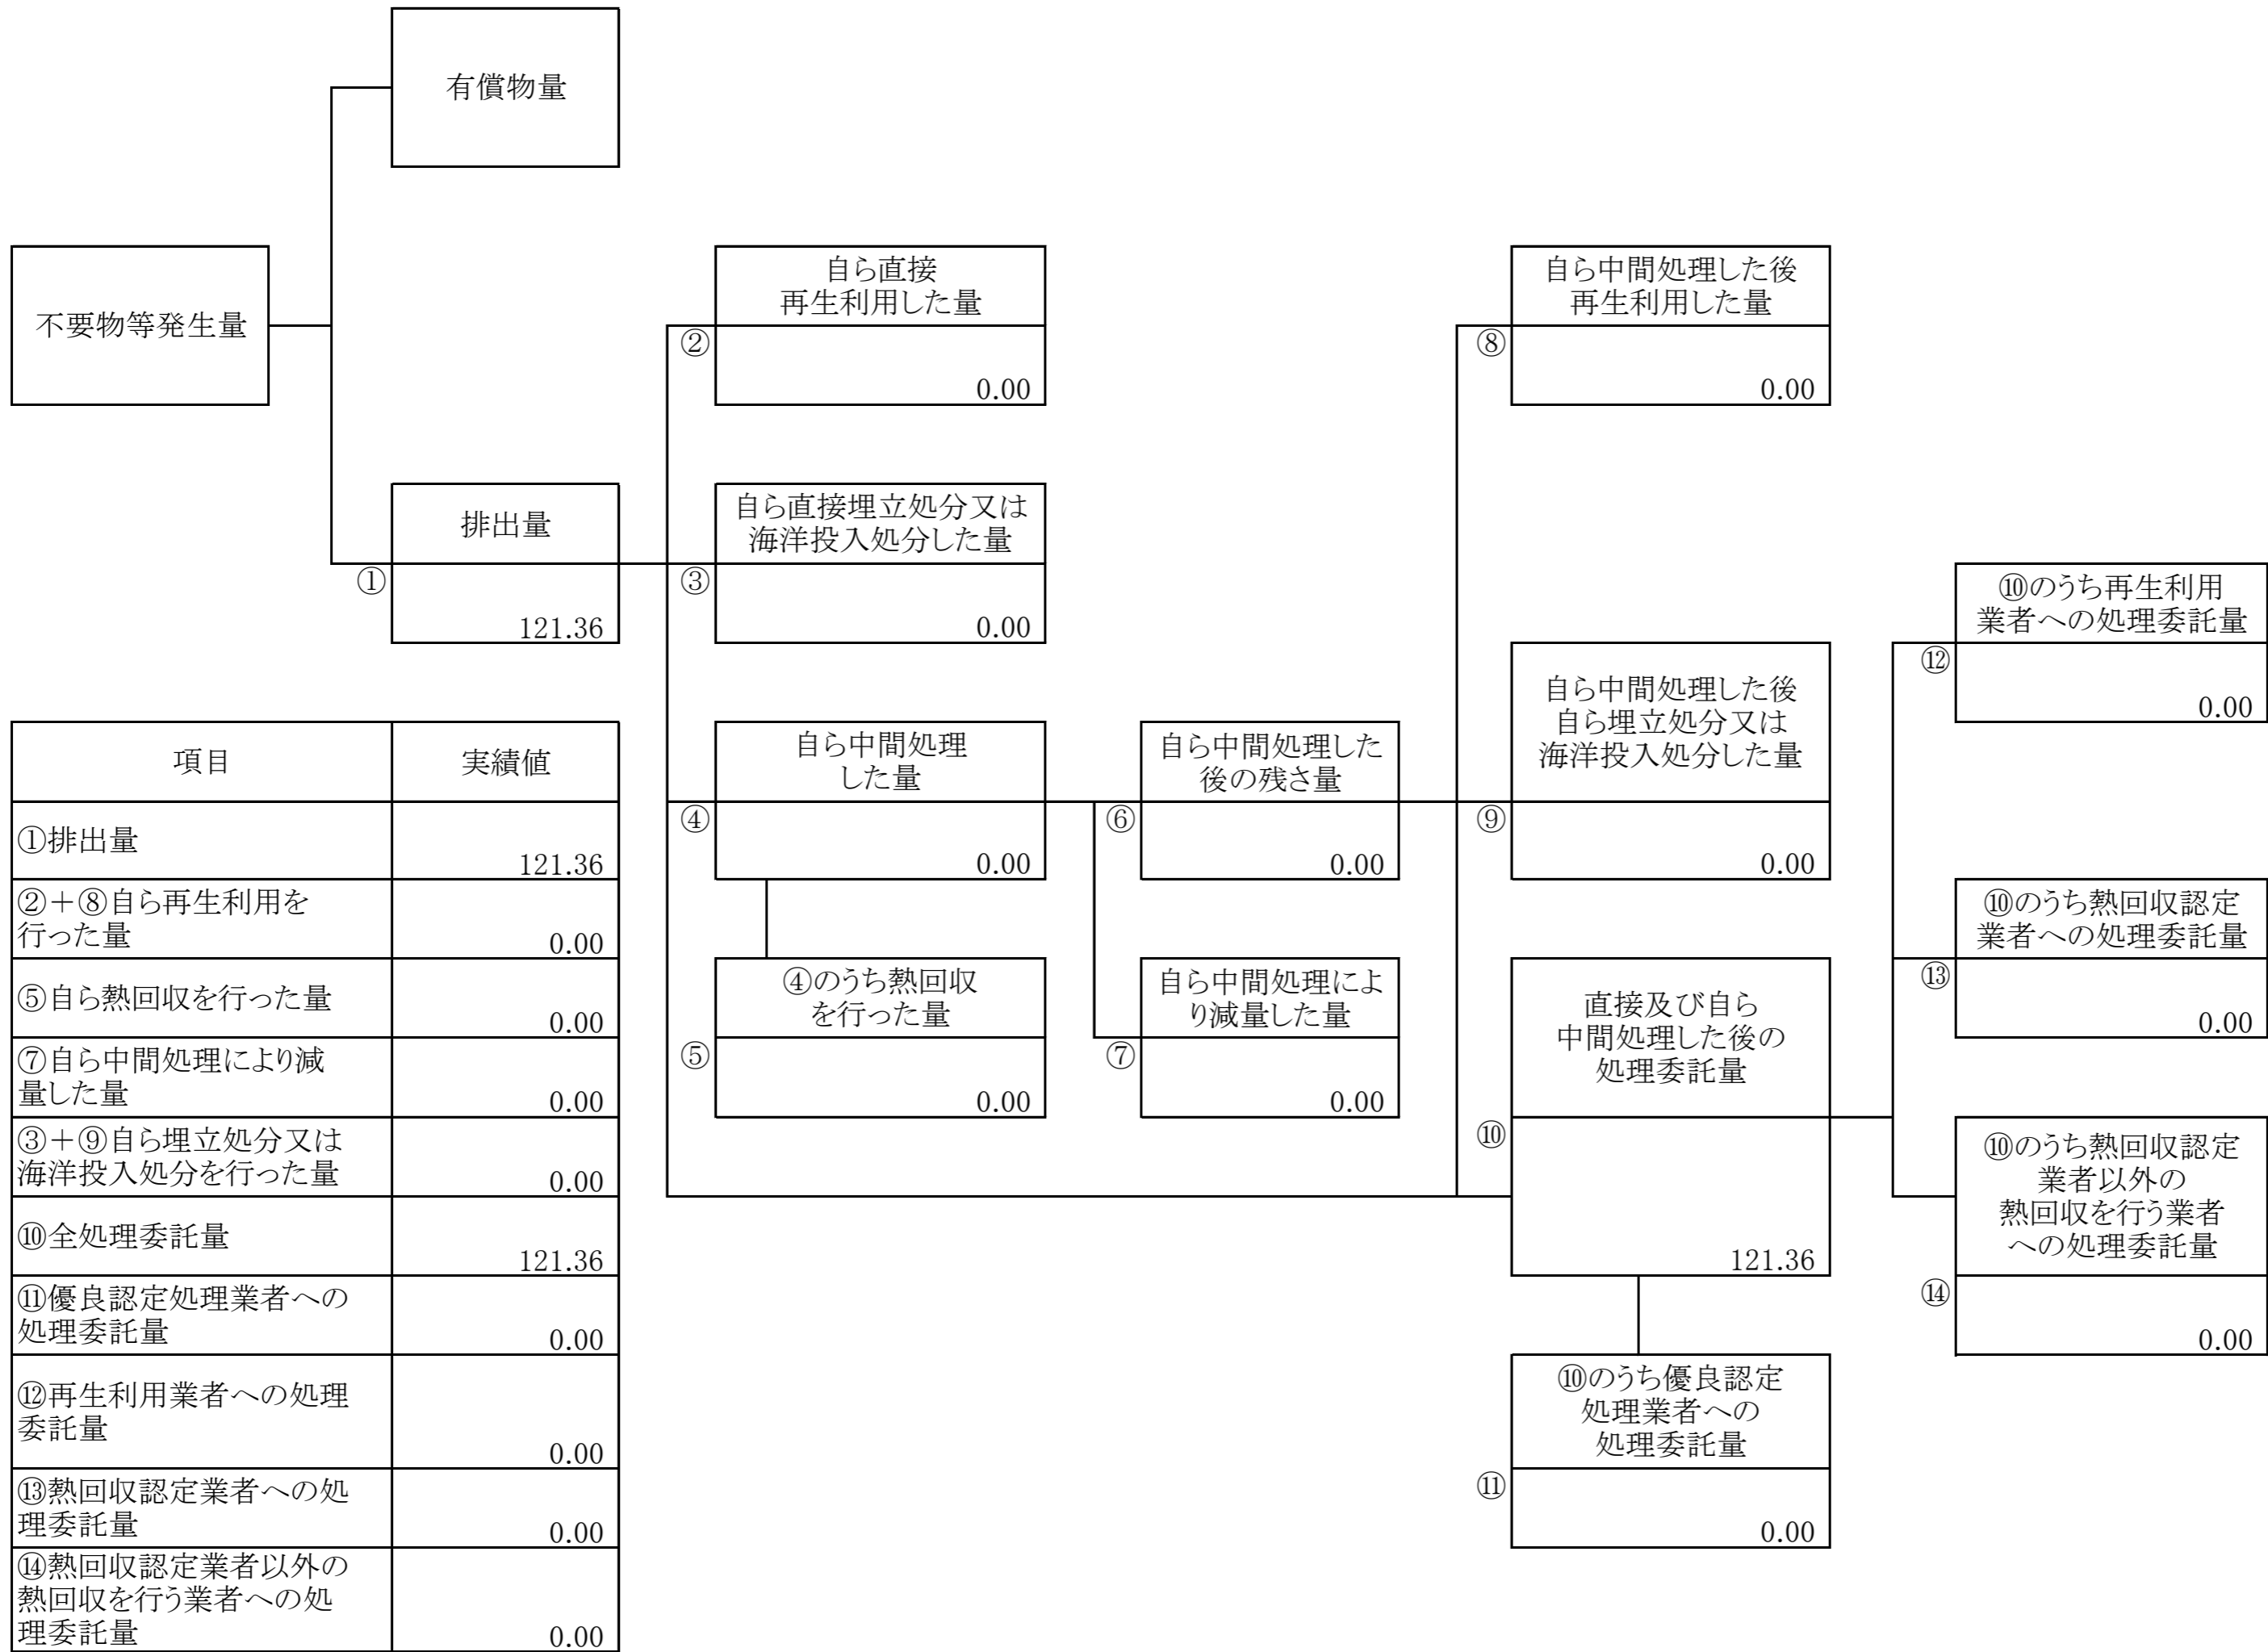 有償物量
不要物等発生量
自ら直接
再生利用した量
②
0.00
自ら中間処理した後
再生利用した量
⑧
0.00
排出量
①
121.36
自ら直接埋立処分又は
海洋投入処分した量
③
0.00
⑩のうち再生利用
業者への処理委託量
⑫
0.00
自ら中間処理
した量
④
0.00
自ら中間処理した
後の残さ量
⑥
0.00
自ら中間処理した後
自ら埋立処分又は
海洋投入処分した量
⑨
0.00
⑩のうち熱回収認定
業者への処理委託量
⑬
0.00
④のうち熱回収
を行った量
⑤
0.00
自ら中間処理によ
り減量した量
⑦
0.00
直接及び自ら
中間処理した後の
処理委託量
⑩
121.36
⑩のうち熱回収認定
業者以外の
熱回収を行う業者
への処理委託量
⑭
0.00
⑩のうち優良認定
処理業者への
処理委託量
⑪
0.00
項目 実績値
①排出量
121.36
②＋⑧自ら再生利用を
行った量
0.00
⑤自ら熱回収を行った量
0.00
⑦自ら中間処理により減
量した量
0.00
③＋⑨自ら埋立処分又は
海洋投入処分を行った量
0.00
⑩全処理委託量
121.36
⑪優良認定処理業者への
処理委託量
0.00
⑫再生利用業者への処理
委託量
0.00
⑬熱回収認定業者への処
理委託量
0.00
⑭熱回収認定業者以外の
熱回収を行う業者への処
理委託量
0.00